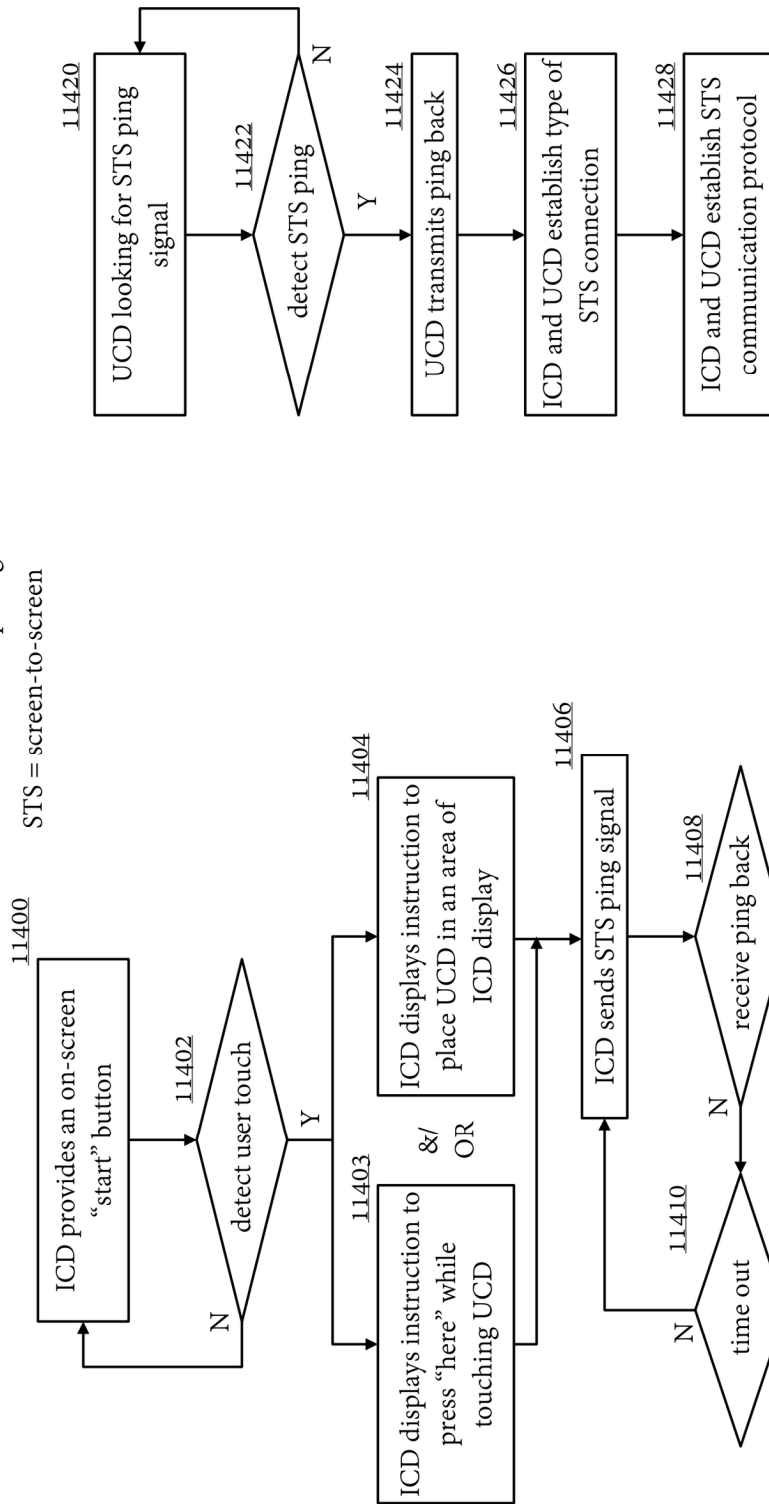 STS = screen-to-screen
11400
ICD provides an on-screen
“start” button
11402
detect user touch
N
Y
11403
ICD displays instruction to
press “here” while
touching UCD
&/
OR
11404
ICD displays instruction to
place UCD in an area of
ICD display
11406
ICD sends STS ping signal
11408
receive ping back
N
11410
time out
N
11420
UCD looking for STS ping
signal
11422
detect STS ping
N
Y
11424
UCD transmits ping back
11426
ICD and UCD establish type of
STS connection
11428
ICD and UCD establish STS
communication protocol